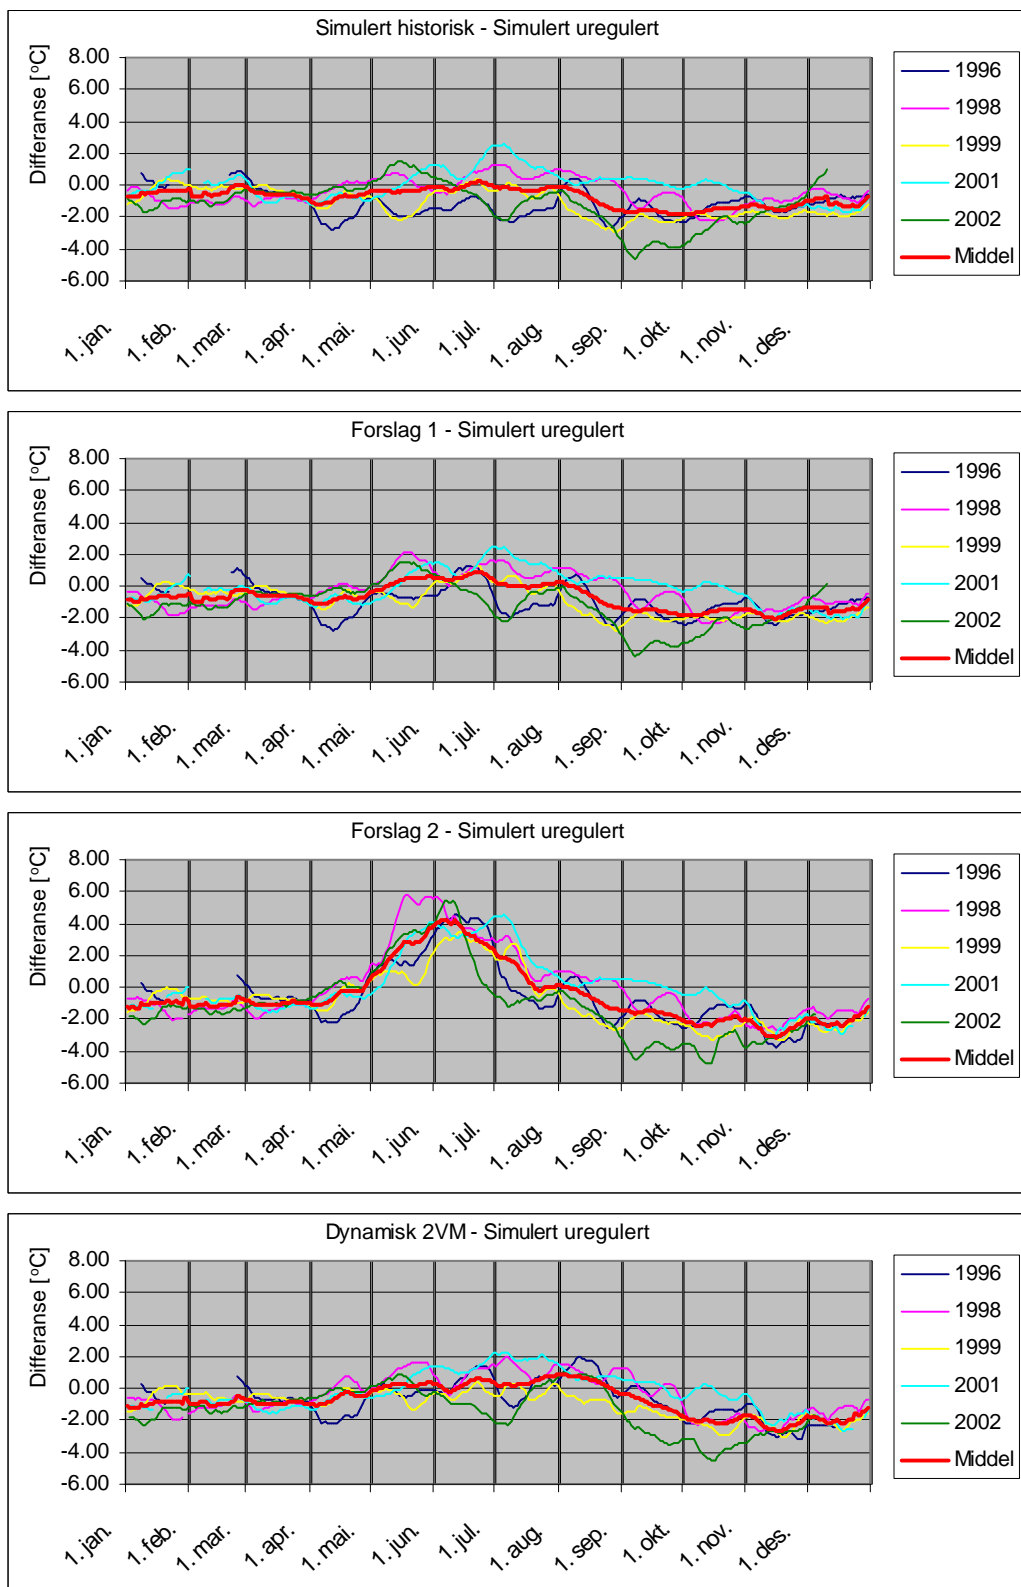 Simulert historisk - Simulert uregulert
Differanse [°C]
8.00
6.00
4.00
2.00
0.00
-2.00
-4.00
-6.00
1. jan.
1. feb.
1. mar.
1. apr.
1. mai.
1. jun.
1. jul.
1. aug.
1. sep.
1. okt.
1. nov.
1. des.
1996
1998
1999
2001
2002
Middel
Forslag 1 - Simulert uregulert
Differanse [°C]
8.00
6.00
4.00
2.00
0.00
-2.00
-4.00
-6.00
1. jan.
1. feb.
1. mar.
1. apr.
1. mai.
1. jun.
1. jul.
1. aug.
1. sep.
1. okt.
1. nov.
1. des.
1996
1998
1999
2001
2002
Middel
Forslag 2 - Simulert uregulert
Differanse [°C]
8.00
6.00
4.00
2.00
0.00
-2.00
-4.00
-6.00
1. jan.
1. feb.
1. mar.
1. apr.
1. mai.
1. jun.
1. jul.
1. aug.
1. sep.
1. okt.
1. nov.
1. des.
1996
1998
1999
2001
2002
Middel
Dynamisk 2VM - Simulert uregulert
Differanse [°C]
8.00
6.00
4.00
2.00
0.00
-2.00
-4.00
-6.00
1. jan.
1. feb.
1. mar.
1. apr.
1. mai.
1. jun.
1. jul.
1. aug.
1. sep.
1. okt.
1. nov.
1. des.
1996
1998
1999
2001
2002
Middel